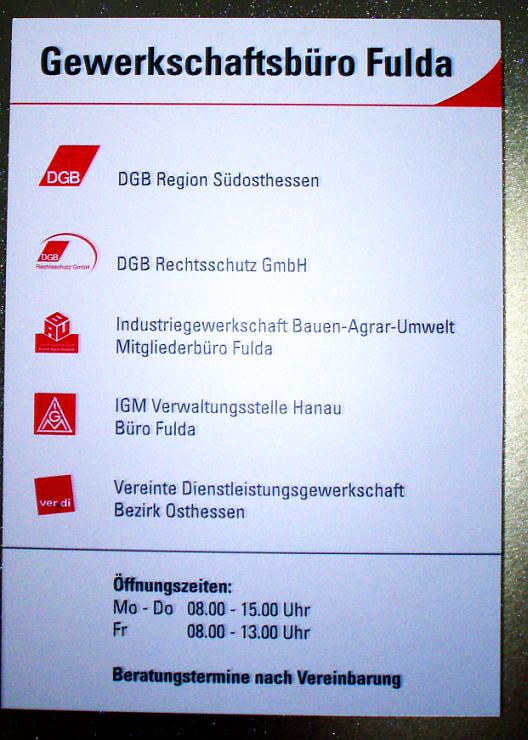 Gewerkschaftsbüro Fulda
DGB
DGB Region Südosthessen
DGB
Rechtsschutz GmbH
DGB Rechtsschutz GmbH
Industriegewerkschaft Bauen-Agrar-Umwelt
Mitgliederbüro Fulda
IGM
IGM Verwaltungsstelle Hanau
Büro Fulda
ver di
Vereinte Dienstleistungsgewerkschaft
Bezirk Osthessen
Öffnungszeiten:
Mo - Do 08.00 - 15.00 Uhr
Fr 08.00 - 13.00 Uhr
Beratungstermine nach Vereinbarung